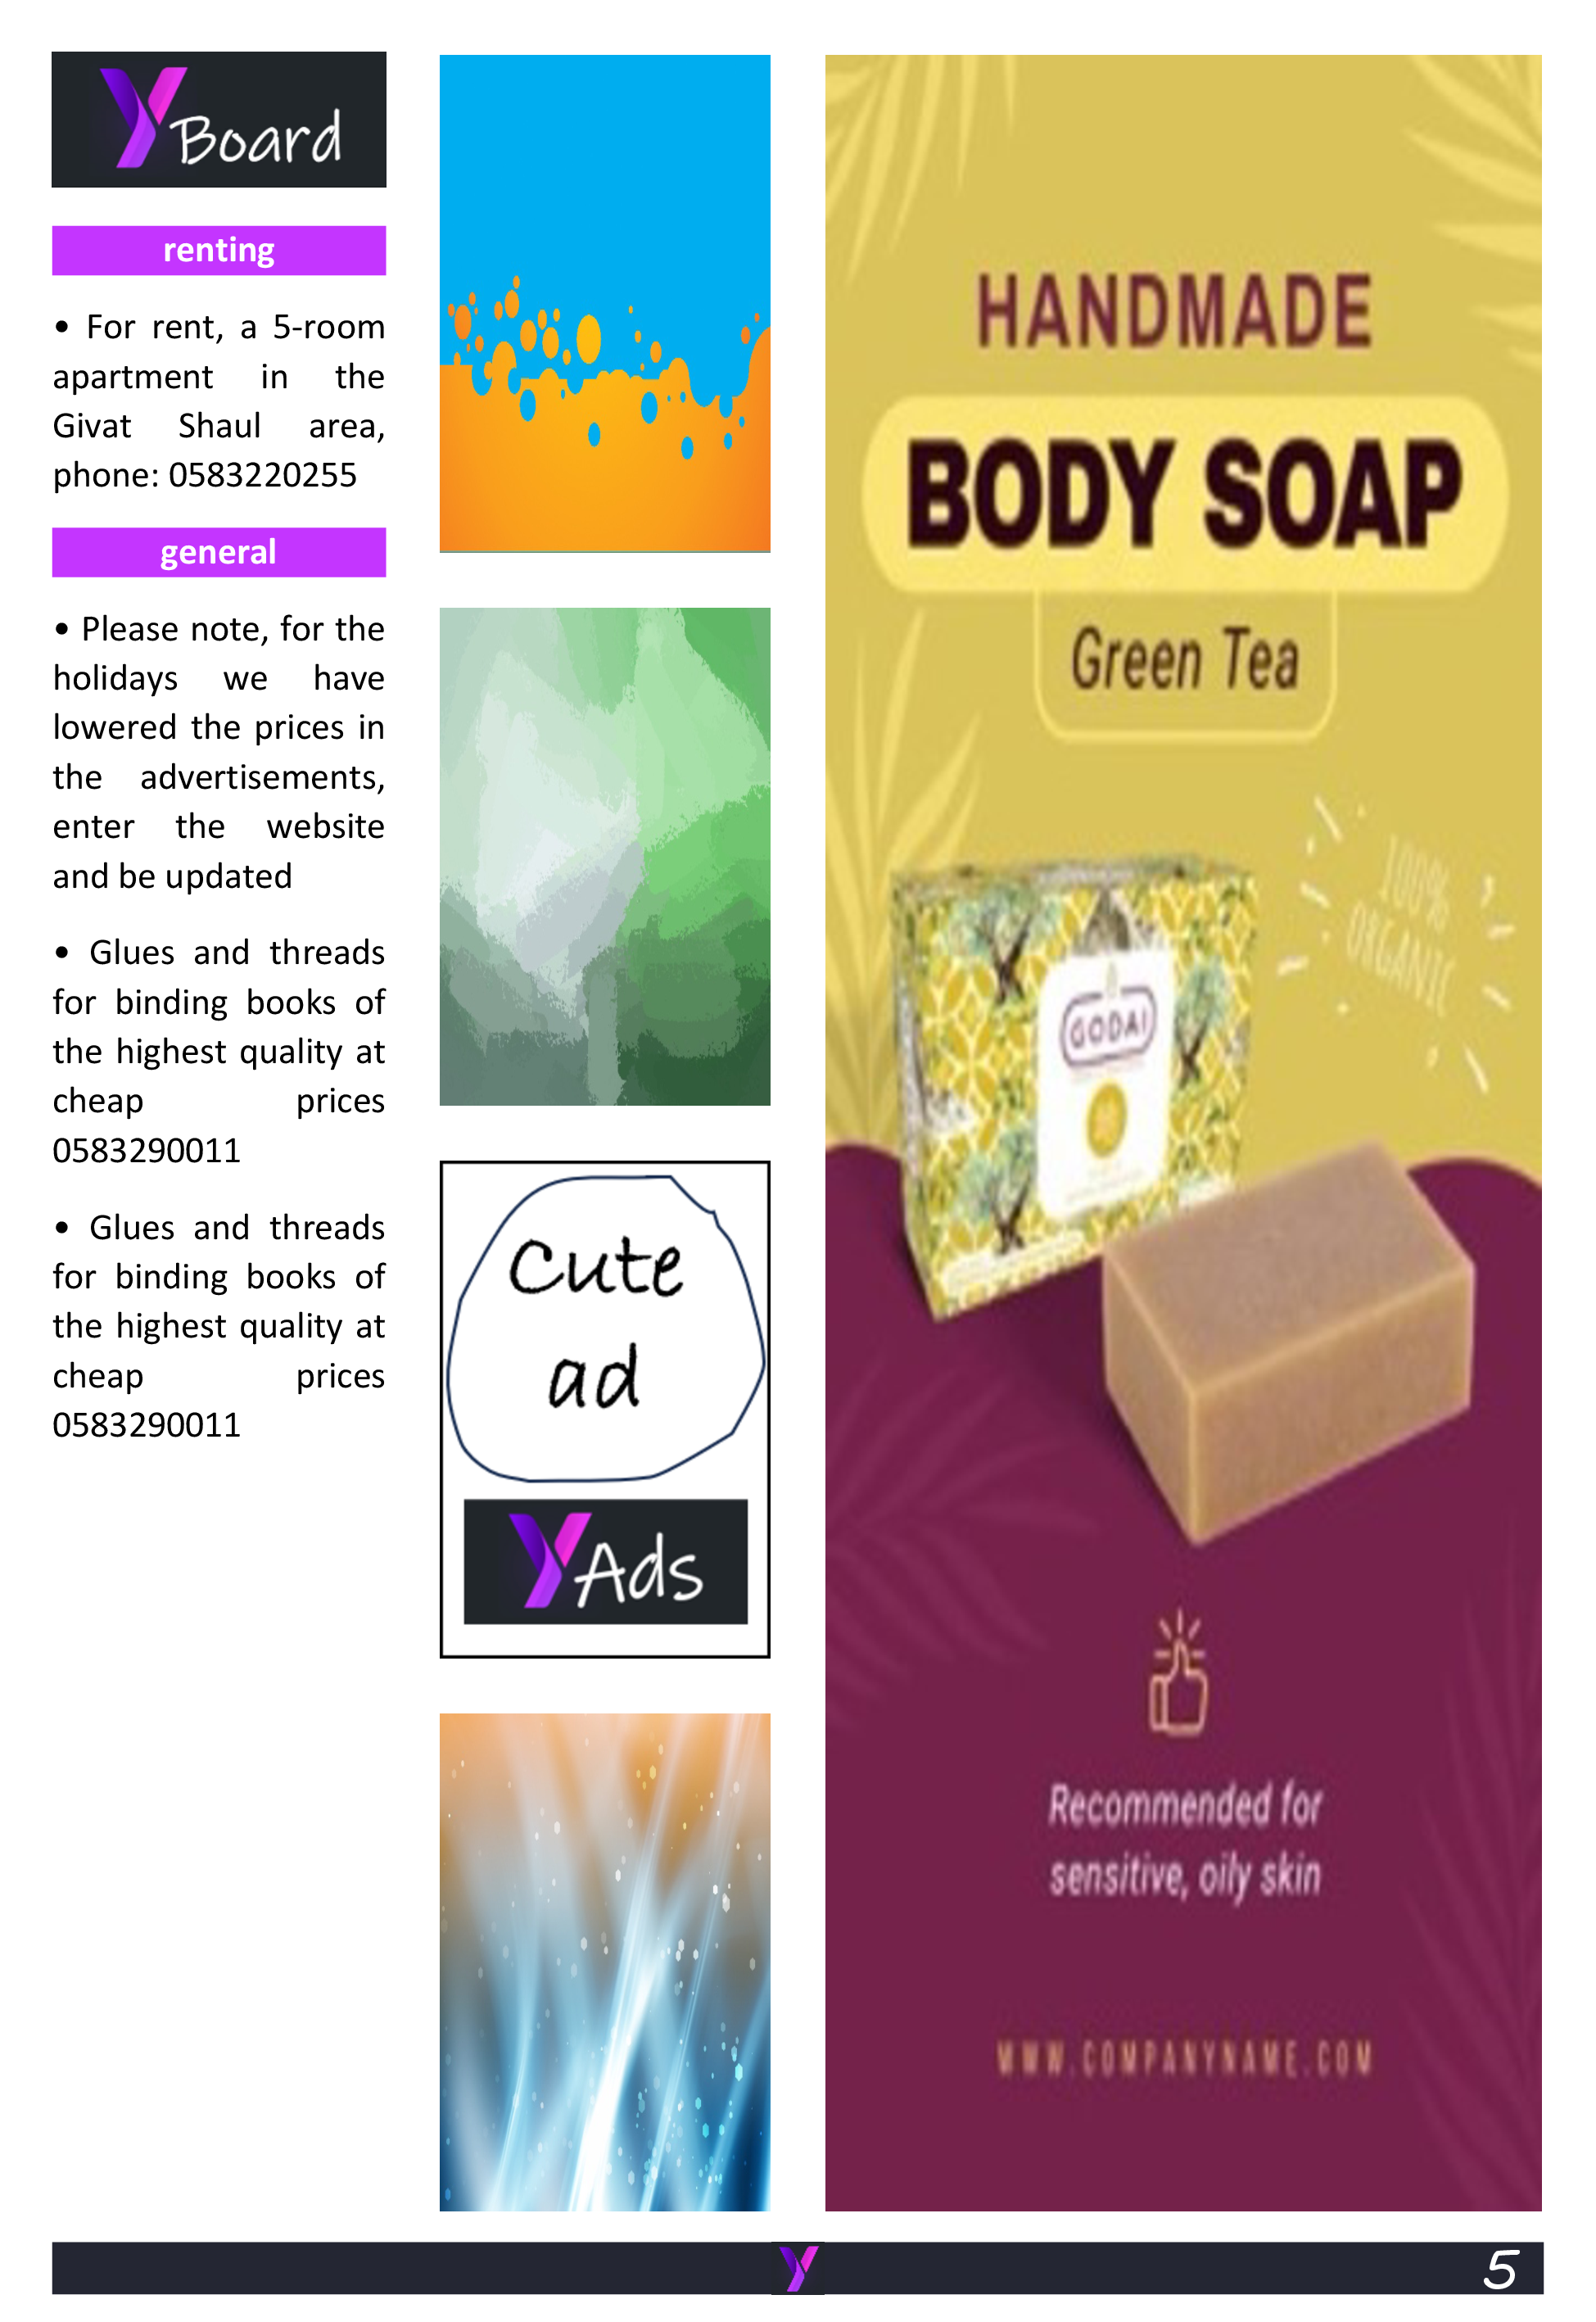 Y Board
renting
• For rent, a 5-room
apartment in the
Givat Shaul area,
phone: 0583220255
general
• Please note, for the
holidays we have
lowered the prices in
the advertisements,
enter the website
and be updated
• Glues and threads
for binding books of
the highest quality at
cheap prices
0583290011
• Glues and threads
for binding books of
the highest quality at
cheap prices
0583290011
Cute
ad
Y Ads
HANDMADE
BODY SOAP
Green Tea
100%
ORGANIC
GODAI
Recommended for
sensitive, oily skin
WWW.COMPANYNAME.COM
Y
5